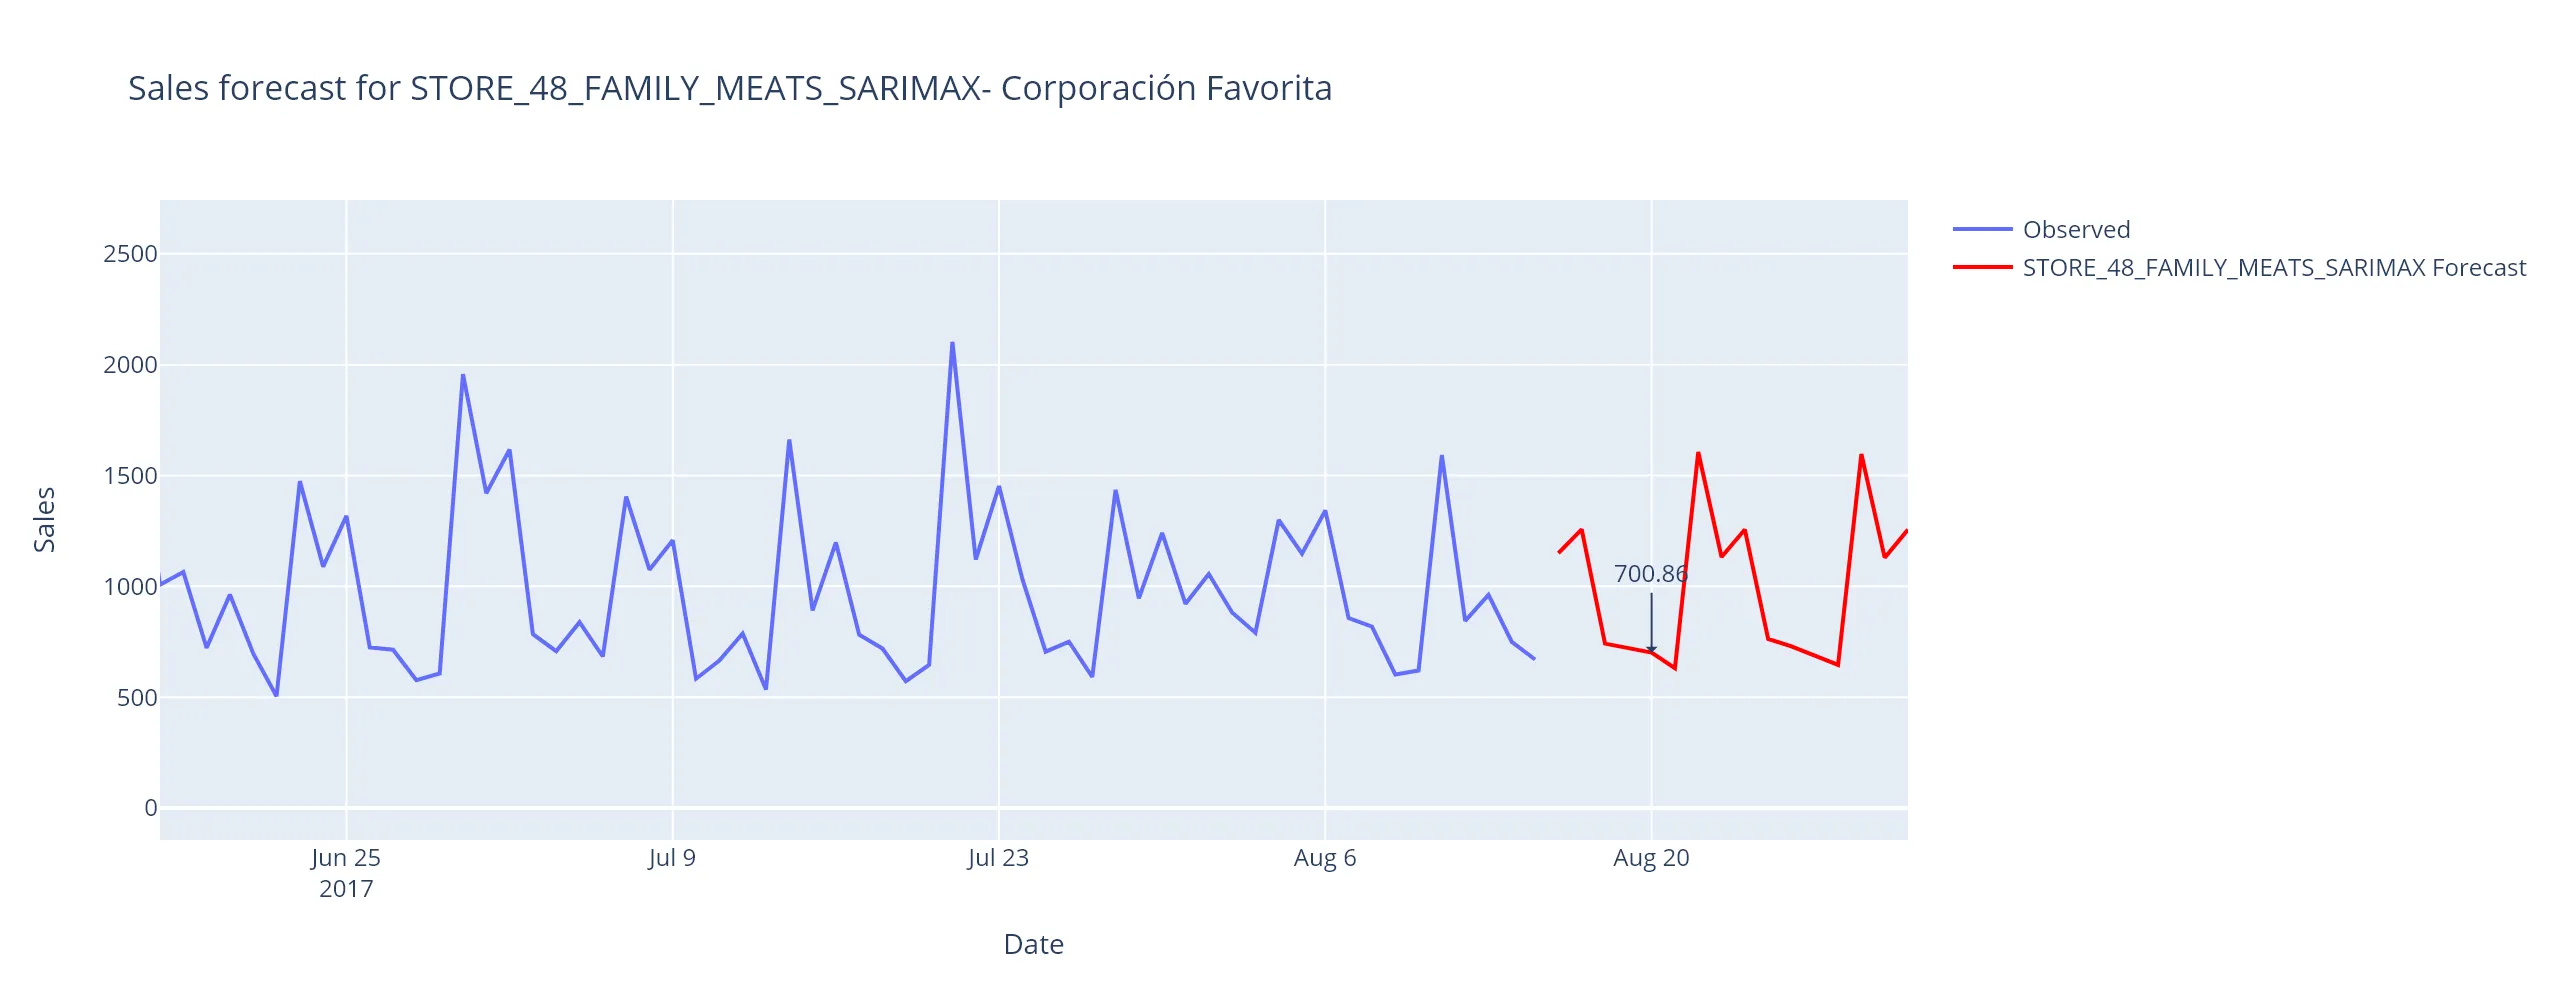 Sales forecast for STORE_48_FAMILY_MEATS_SARIMAX- Corporación Favorita
Observed
STORE_48_FAMILY_MEATS_SARIMAX Forecast
2500
2000
1500
1000
500
0
Sales
700.86
Jun 25
2017
Jul 9
Jul 23
Aug 6
Aug 20
Date